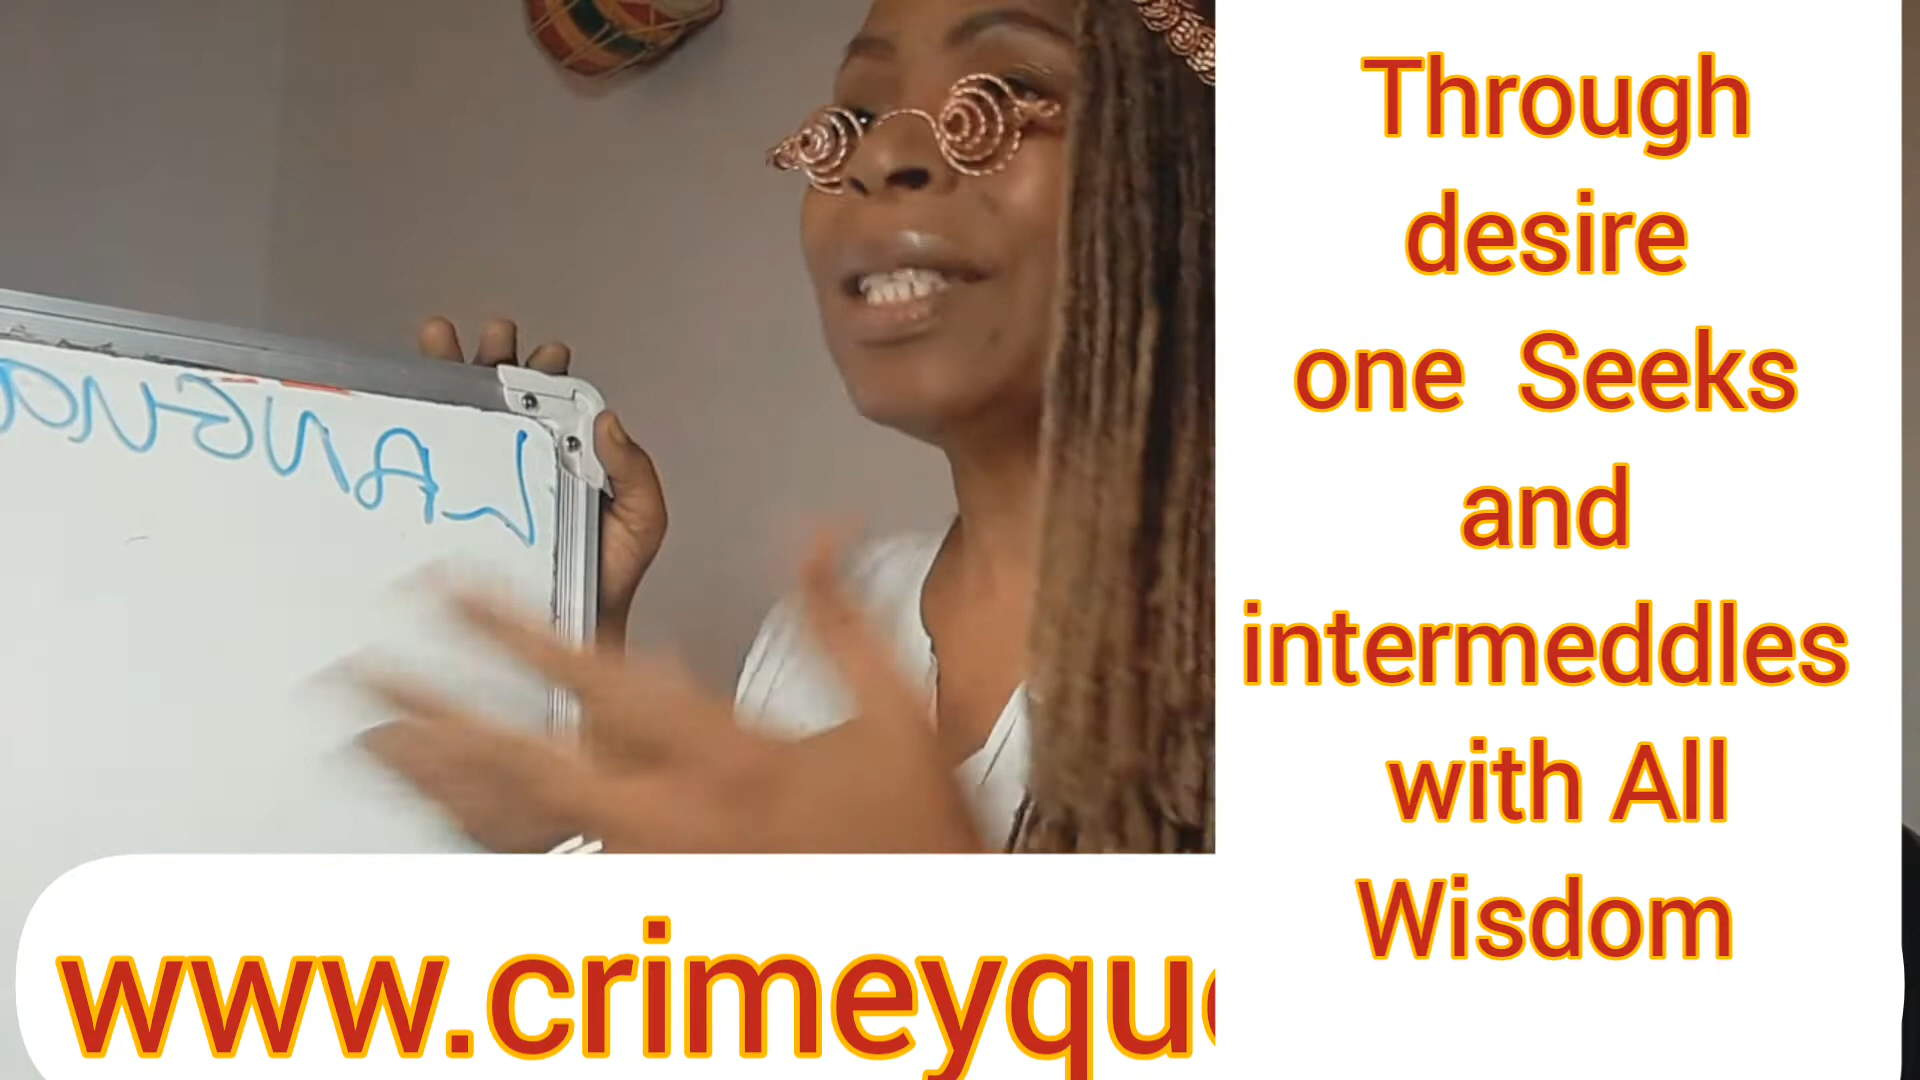 Through
desire
one Seeks
and
intermeddles
with All
Wisdom
www.crimeyqu